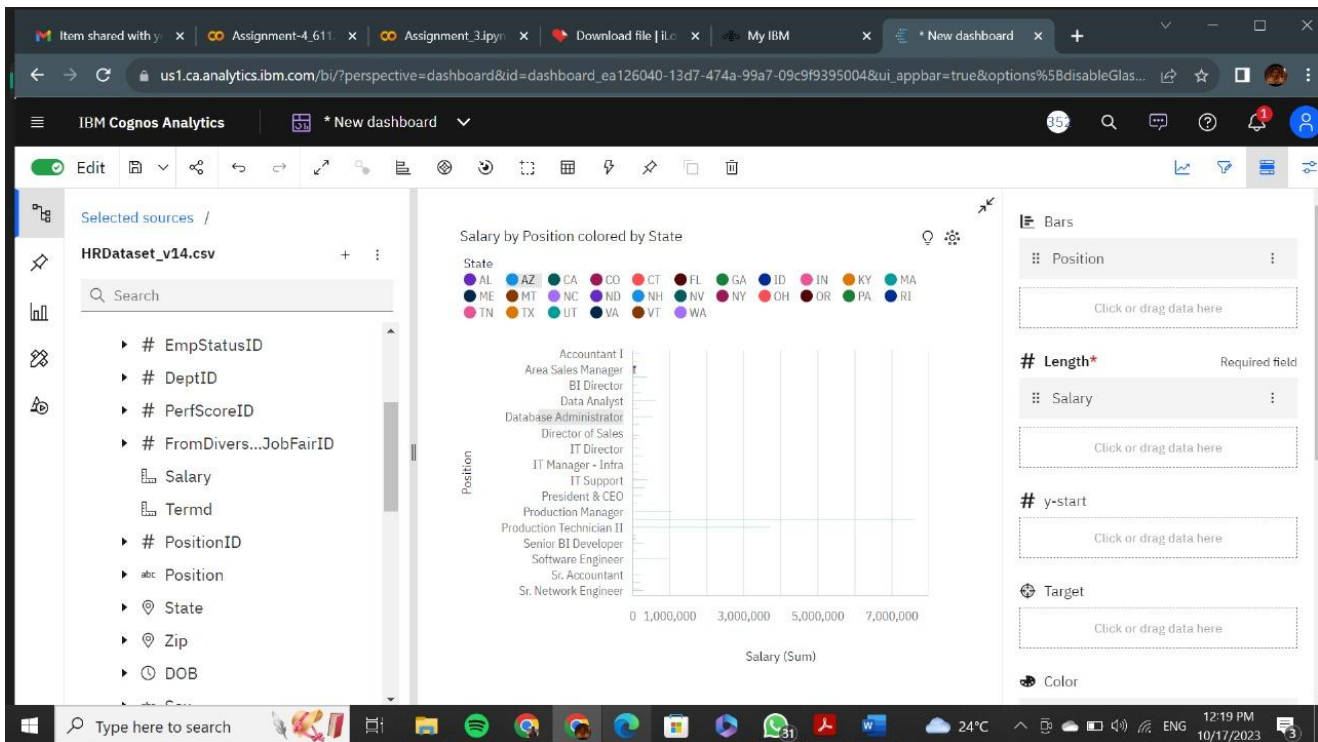 Item shared with y
Assignment-4_611
Assignment_3.ipyn
Download file | iLo
My IBM
* New dashboard
us1.ca.analytics.ibm.com/bi/?perspective=dashboard&id=dashboard_ea126040-13d7-474a-99a7-09c9f9395004&ui_appbar=true&options%5BdisableGlas...
IBM Cognos Analytics
* New dashboard
352
1
Edit
Selected sources /
HRDataset_v14.csv
Search
# EmpStatusID
# DeptID
# PerfScoreID
# FromDivers...JobFairID
Salary
Termd
# PositionID
abc Position
State
Zip
DOB
Salary by Position colored by State
State
AL AZ CA CO CT FL GA ID IN KY MA
ME MT NC ND NH NV NY OH OR PA RI
TN TX UT VA VT WA
Position
Accountant I
Area Sales Manager
BI Director
Data Analyst
Database Administrator
Director of Sales
IT Director
IT Manager - Infra
IT Support
President & CEO
Production Manager
Production Technician II
Senior BI Developer
Software Engineer
Sr. Accountant
Sr. Network Engineer
0 1,000,000 3,000,000 5,000,000 7,000,000
Salary (Sum)
Bars
Position
Click or drag data here
# Length* Required field
Salary
Click or drag data here
# y-start
Click or drag data here
Target
Click or drag data here
Color
Type here to search
31
24°C
ENG
12:19 PM
10/17/2023
3